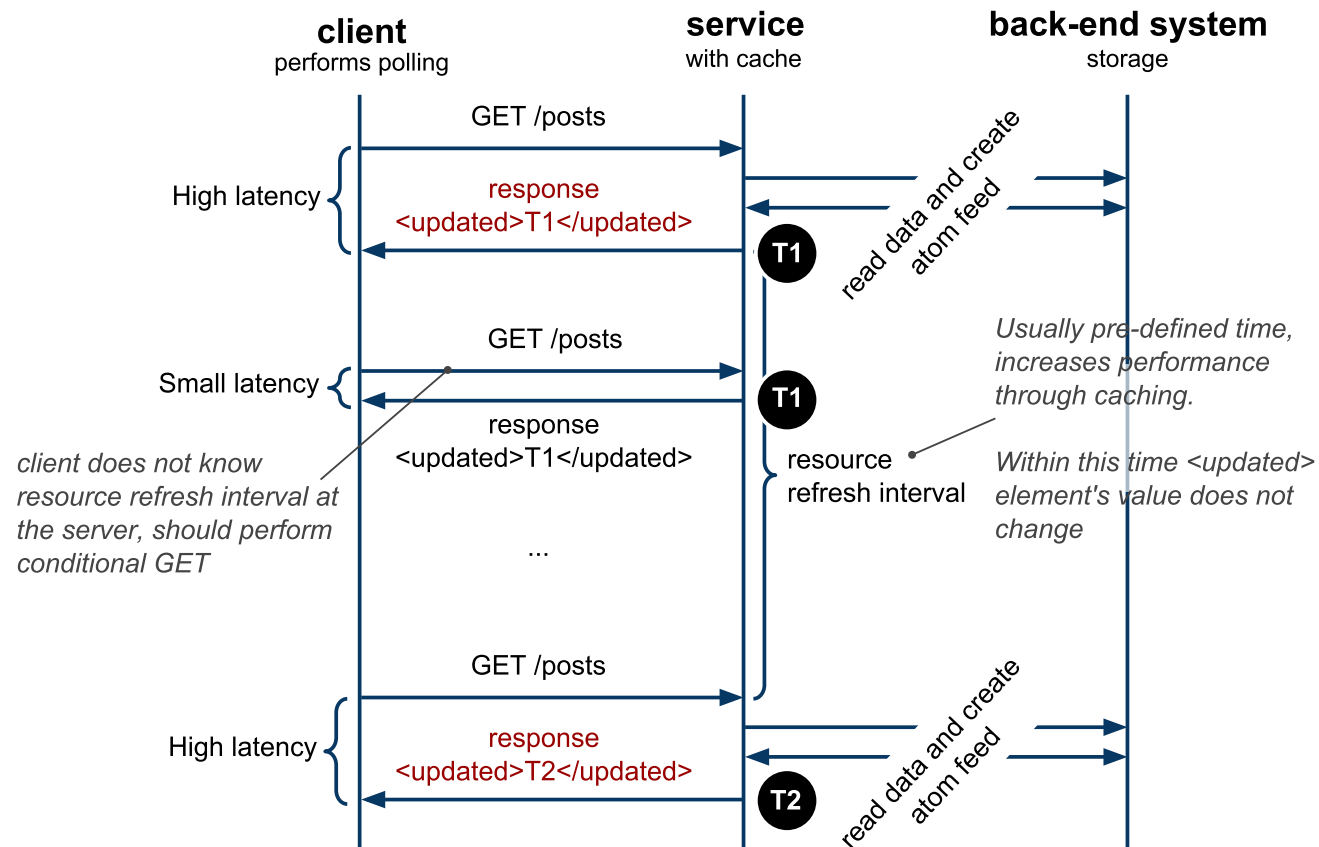 client
performs polling
service
with cache
back-end system
storage
GET /posts
High latency
response
<updated>T1</updated>
T1
read data and create
atom feed
GET /posts
Small latency
T1
response
<updated>T1</updated>
Usually pre-defined time,
increases performance
through caching.
Within this time <updated>
element's value does not
change
resource
refresh interval
client does not know
resource refresh interval at
the server, should perform
conditional GET
...
GET /posts
High latency
response
<updated>T2</updated>
T2
read data and create
atom feed